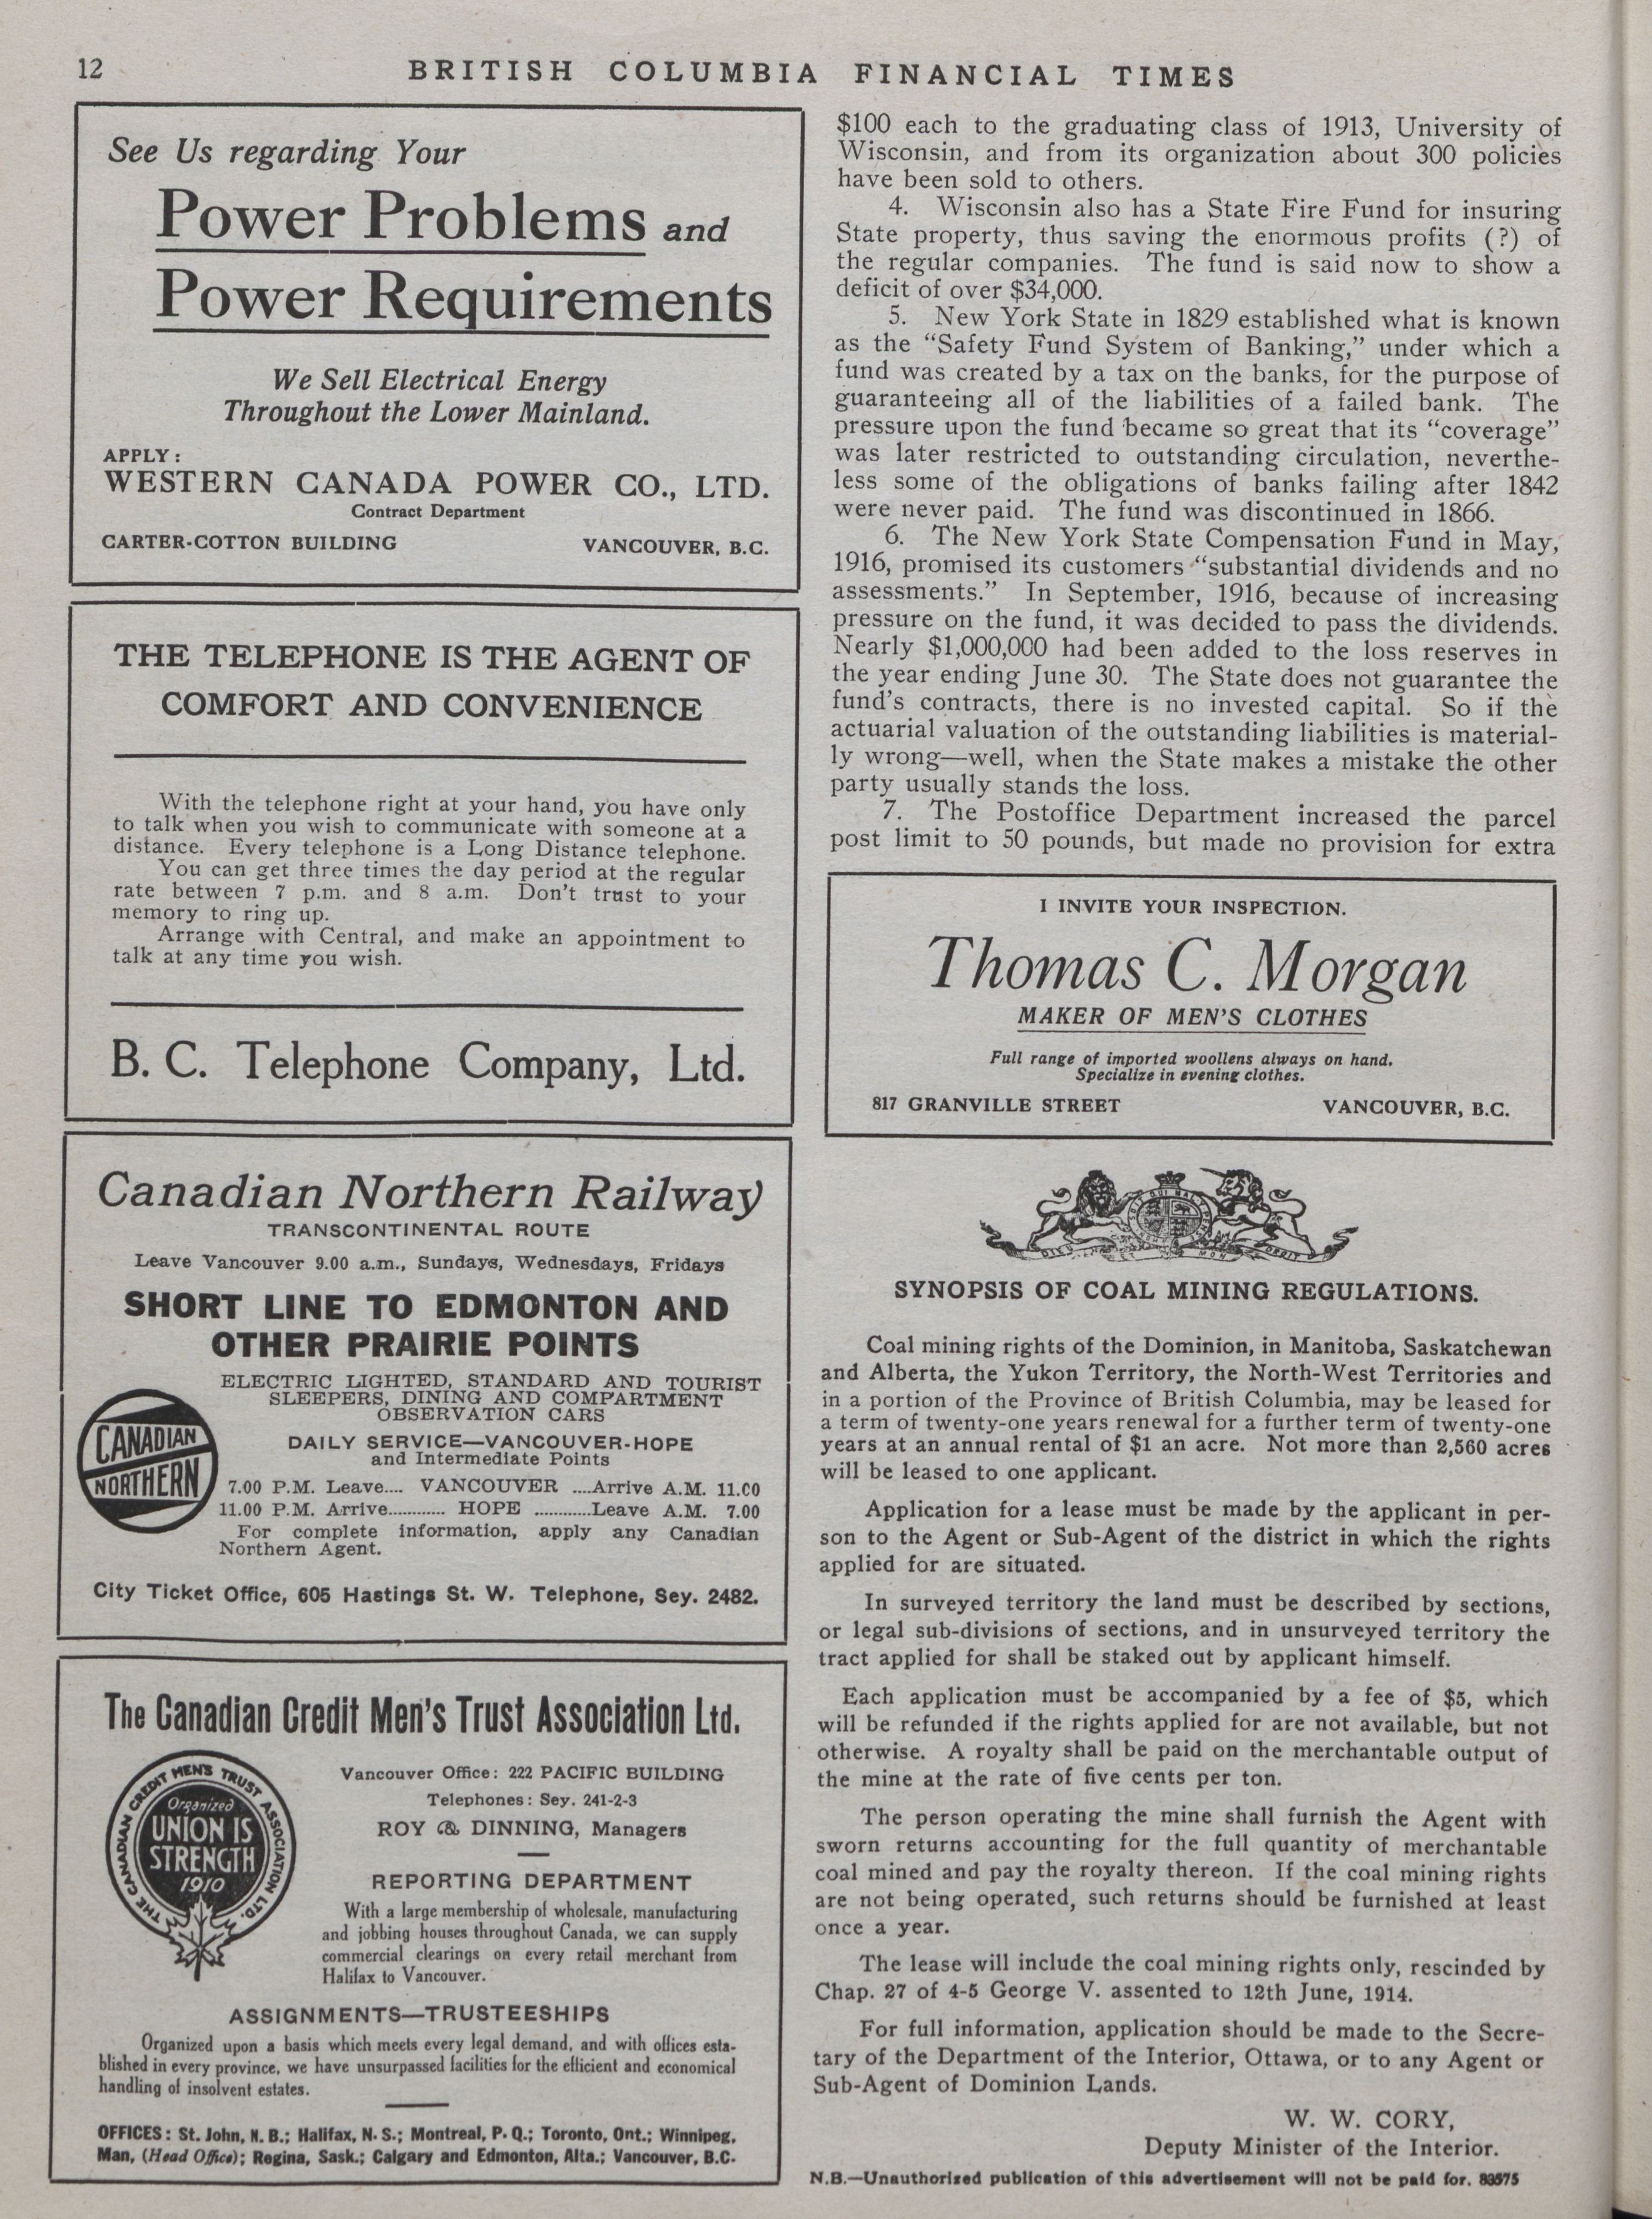 12
BRITISH COLUMBIA FINANCIAL TIMES
See Us regarding Your
Power Problems and
Power Requirements
We Sell Electrical Energy
Throughout the Lower Mainland.
APPLY:
WESTERN CANADA POWER CO., LTD.
Contract Department
CARTER-COTTON BUILDING VANCOUVER, B.C.
THE TELEPHONE IS THE AGENT OF
COMFORT AND CONVENIENCE
With the telephone right at your hand, you have only
to talk when you wish to communicate with someone at a
distance. Every telephone is a Long Distance telephone.
You can get three times the day period at the regular
rate between 7 p.m. and 8 a.m. Don't trust to your
memory to ring up.
Arrange with Central, and make an appointment to
talk at any time you wish.
B. C. Telephone Company, Ltd.
Canadian Northern Railway
TRANSCONTINENTAL ROUTE
Leave Vancouver 9.00 a.m., Sundays, Wednesdays, Fridays
SHORT LINE TO EDMONTON AND
OTHER PRAIRIE POINTS
ELECTRIC LIGHTED, STANDARD AND TOURIST
SLEEPERS, DINING AND COMPARTMENT
OBSERVATION CARS
CANADIAN
NORTHERN
DAILY SERVICE—VANCOUVER-HOPE
and Intermediate Points
7.00 P.M. Leave.... VANCOUVER ....Arrive A.M. 11.00
11.00 P.M. Arrive........... HOPE ...........Leave A.M. 7.00
For complete information, apply any Canadian
Northern Agent.
City Ticket Office, 605 Hastings St. W. Telephone, Sey. 2482.
The Canadian Credit Men's Trust Association Ltd.
THE CANADIAN CREDIT MEN'S TRUST ASSOCIATION LTD.
Organized
UNION IS
STRENGTH
1910
Vancouver Office: 222 PACIFIC BUILDING
Telephones: Sey. 241-2-3
ROY & DINNING, Managers
REPORTING DEPARTMENT
With a large membership of wholesale, manufacturing
and jobbing houses throughout Canada, we can supply
commercial clearings on every retail merchant from
Halifax to Vancouver.
ASSIGNMENTS—TRUSTEESHIPS
Organized upon a basis which meets every legal demand, and with offices esta-
blished in every province, we have unsurpassed facilities for the efficient and economical
handling of insolvent estates.
OFFICES: St. John, N. B.; Halifax, N. S.; Montreal, P. Q.; Toronto, Ont.; Winnipeg,
Man, (Head Office); Regina, Sask.; Calgary and Edmonton, Alta.; Vancouver, B.C.
$100 each to the graduating class of 1913, University of
Wisconsin, and from its organization about 300 policies
have been sold to others.
4. Wisconsin also has a State Fire Fund for insuring
State property, thus saving the enormous profits (?) of
the regular companies. The fund is said now to show a
deficit of over $34,000.
5. New York State in 1829 established what is known
as the “Safety Fund System of Banking,” under which a
fund was created by a tax on the banks, for the purpose of
guaranteeing all of the liabilities of a failed bank. The
pressure upon the fund became so great that its “coverage”
was later restricted to outstanding circulation, neverthe-
less some of the obligations of banks failing after 1842
were never paid. The fund was discontinued in 1866.
6. The New York State Compensation Fund in May,
1916, promised its customers “substantial dividends and no
assessments.” In September, 1916, because of increasing
pressure on the fund, it was decided to pass the dividends.
Nearly $1,000,000 had been added to the loss reserves in
the year ending June 30. The State does not guarantee the
fund's contracts, there is no invested capital. So if the
actuarial valuation of the outstanding liabilities is material-
ly wrong—well, when the State makes a mistake the other
party usually stands the loss.
7. The Postoffice Department increased the parcel
post limit to 50 pounds, but made no provision for extra
I INVITE YOUR INSPECTION.
Thomas C. Morgan
MAKER OF MEN'S CLOTHES
Full range of imported woollens always on hand.
Specialize in evening clothes.
817 GRANVILLE STREET VANCOUVER, B.C.
SYNOPSIS OF COAL MINING REGULATIONS.
Coal mining rights of the Dominion, in Manitoba, Saskatchewan
and Alberta, the Yukon Territory, the North-West Territories and
in a portion of the Province of British Columbia, may be leased for
a term of twenty-one years renewal for a further term of twenty-one
years at an annual rental of $1 an acre. Not more than 2,560 acres
will be leased to one applicant.
Application for a lease must be made by the applicant in per-
son to the Agent or Sub-Agent of the district in which the rights
applied for are situated.
In surveyed territory the land must be described by sections,
or legal sub-divisions of sections, and in unsurveyed territory the
tract applied for shall be staked out by applicant himself.
Each application must be accompanied by a fee of $5, which
will be refunded if the rights applied for are not available, but not
otherwise. A royalty shall be paid on the merchantable output of
the mine at the rate of five cents per ton.
The person operating the mine shall furnish the Agent with
sworn returns accounting for the full quantity of merchantable
coal mined and pay the royalty thereon. If the coal mining rights
are not being operated, such returns should be furnished at least
once a year.
The lease will include the coal mining rights only, rescinded by
Chap. 27 of 4-5 George V. assented to 12th June, 1914.
For full information, application should be made to the Secre-
tary of the Department of the Interior, Ottawa, or to any Agent or
Sub-Agent of Dominion Lands.
W. W. CORY,
Deputy Minister of the Interior.
N.B.—Unauthorized publication of this advertisement will not be paid for. 83575